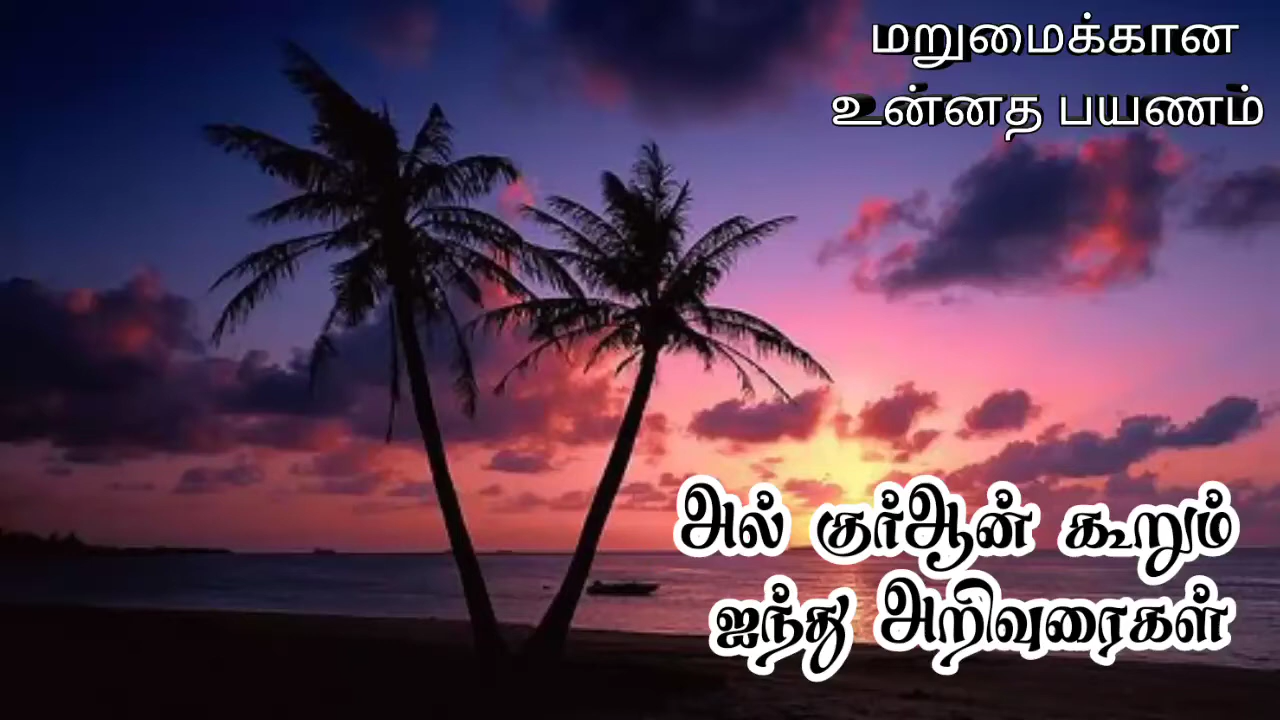 மறுமைக்கான
உன்னத பயணம்
அல் குர்ஆன் கூறும்
ஐந்து அறிவுரைகள்